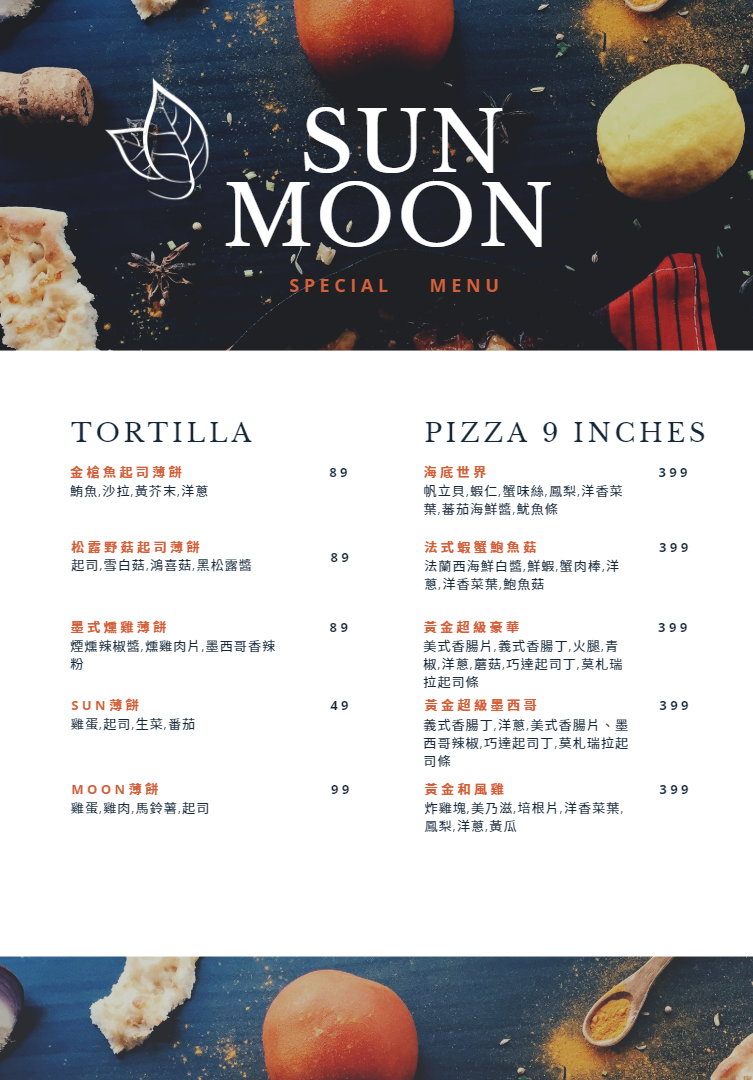 SUN
MOON
SPECIAL MENU
TORTILLA
金槍魚起司薄餅 89
鮪魚,沙拉,黃芥末,洋蔥
松露野菇起司薄餅
起司,雪白菇,鴻喜菇,黑松露醬 89
墨式燻雞薄餅 89
煙燻辣椒醬,燻雞肉片,墨西哥香辣
粉
SUN薄餅 49
雞蛋,起司,生菜,番茄
MOON薄餅 99
雞蛋,雞肉,馬鈴薯,起司
PIZZA 9 INCHES
海底世界 399
帆立貝,蝦仁,蟹味絲,鳳梨,洋香菜
葉,蕃茄海鮮醬,魷魚條
法式蝦蟹鮑魚菇 399
法蘭西海鮮白醬,鮮蝦,蟹肉棒,洋
蔥,洋香菜葉,鮑魚菇
黃金超級豪華 399
美式香腸片,義式香腸丁,火腿,青
椒,洋蔥,蘑菇,巧達起司丁,莫札瑞
拉起司條
黃金超級墨西哥 399
義式香腸丁,洋蔥,美式香腸片、墨
西哥辣椒,巧達起司丁,莫札瑞拉起
司條
黃金和風雞 399
炸雞塊,美乃滋,培根片,洋香菜葉,
鳳梨,洋蔥,黃瓜